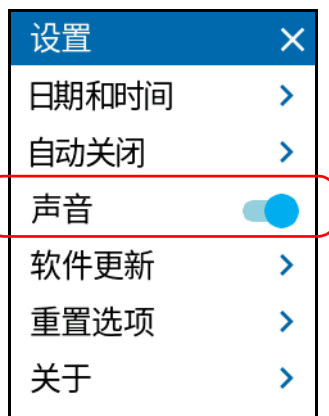 设置
日期和时间
自动关闭
声音
软件更新
重置选项
关于